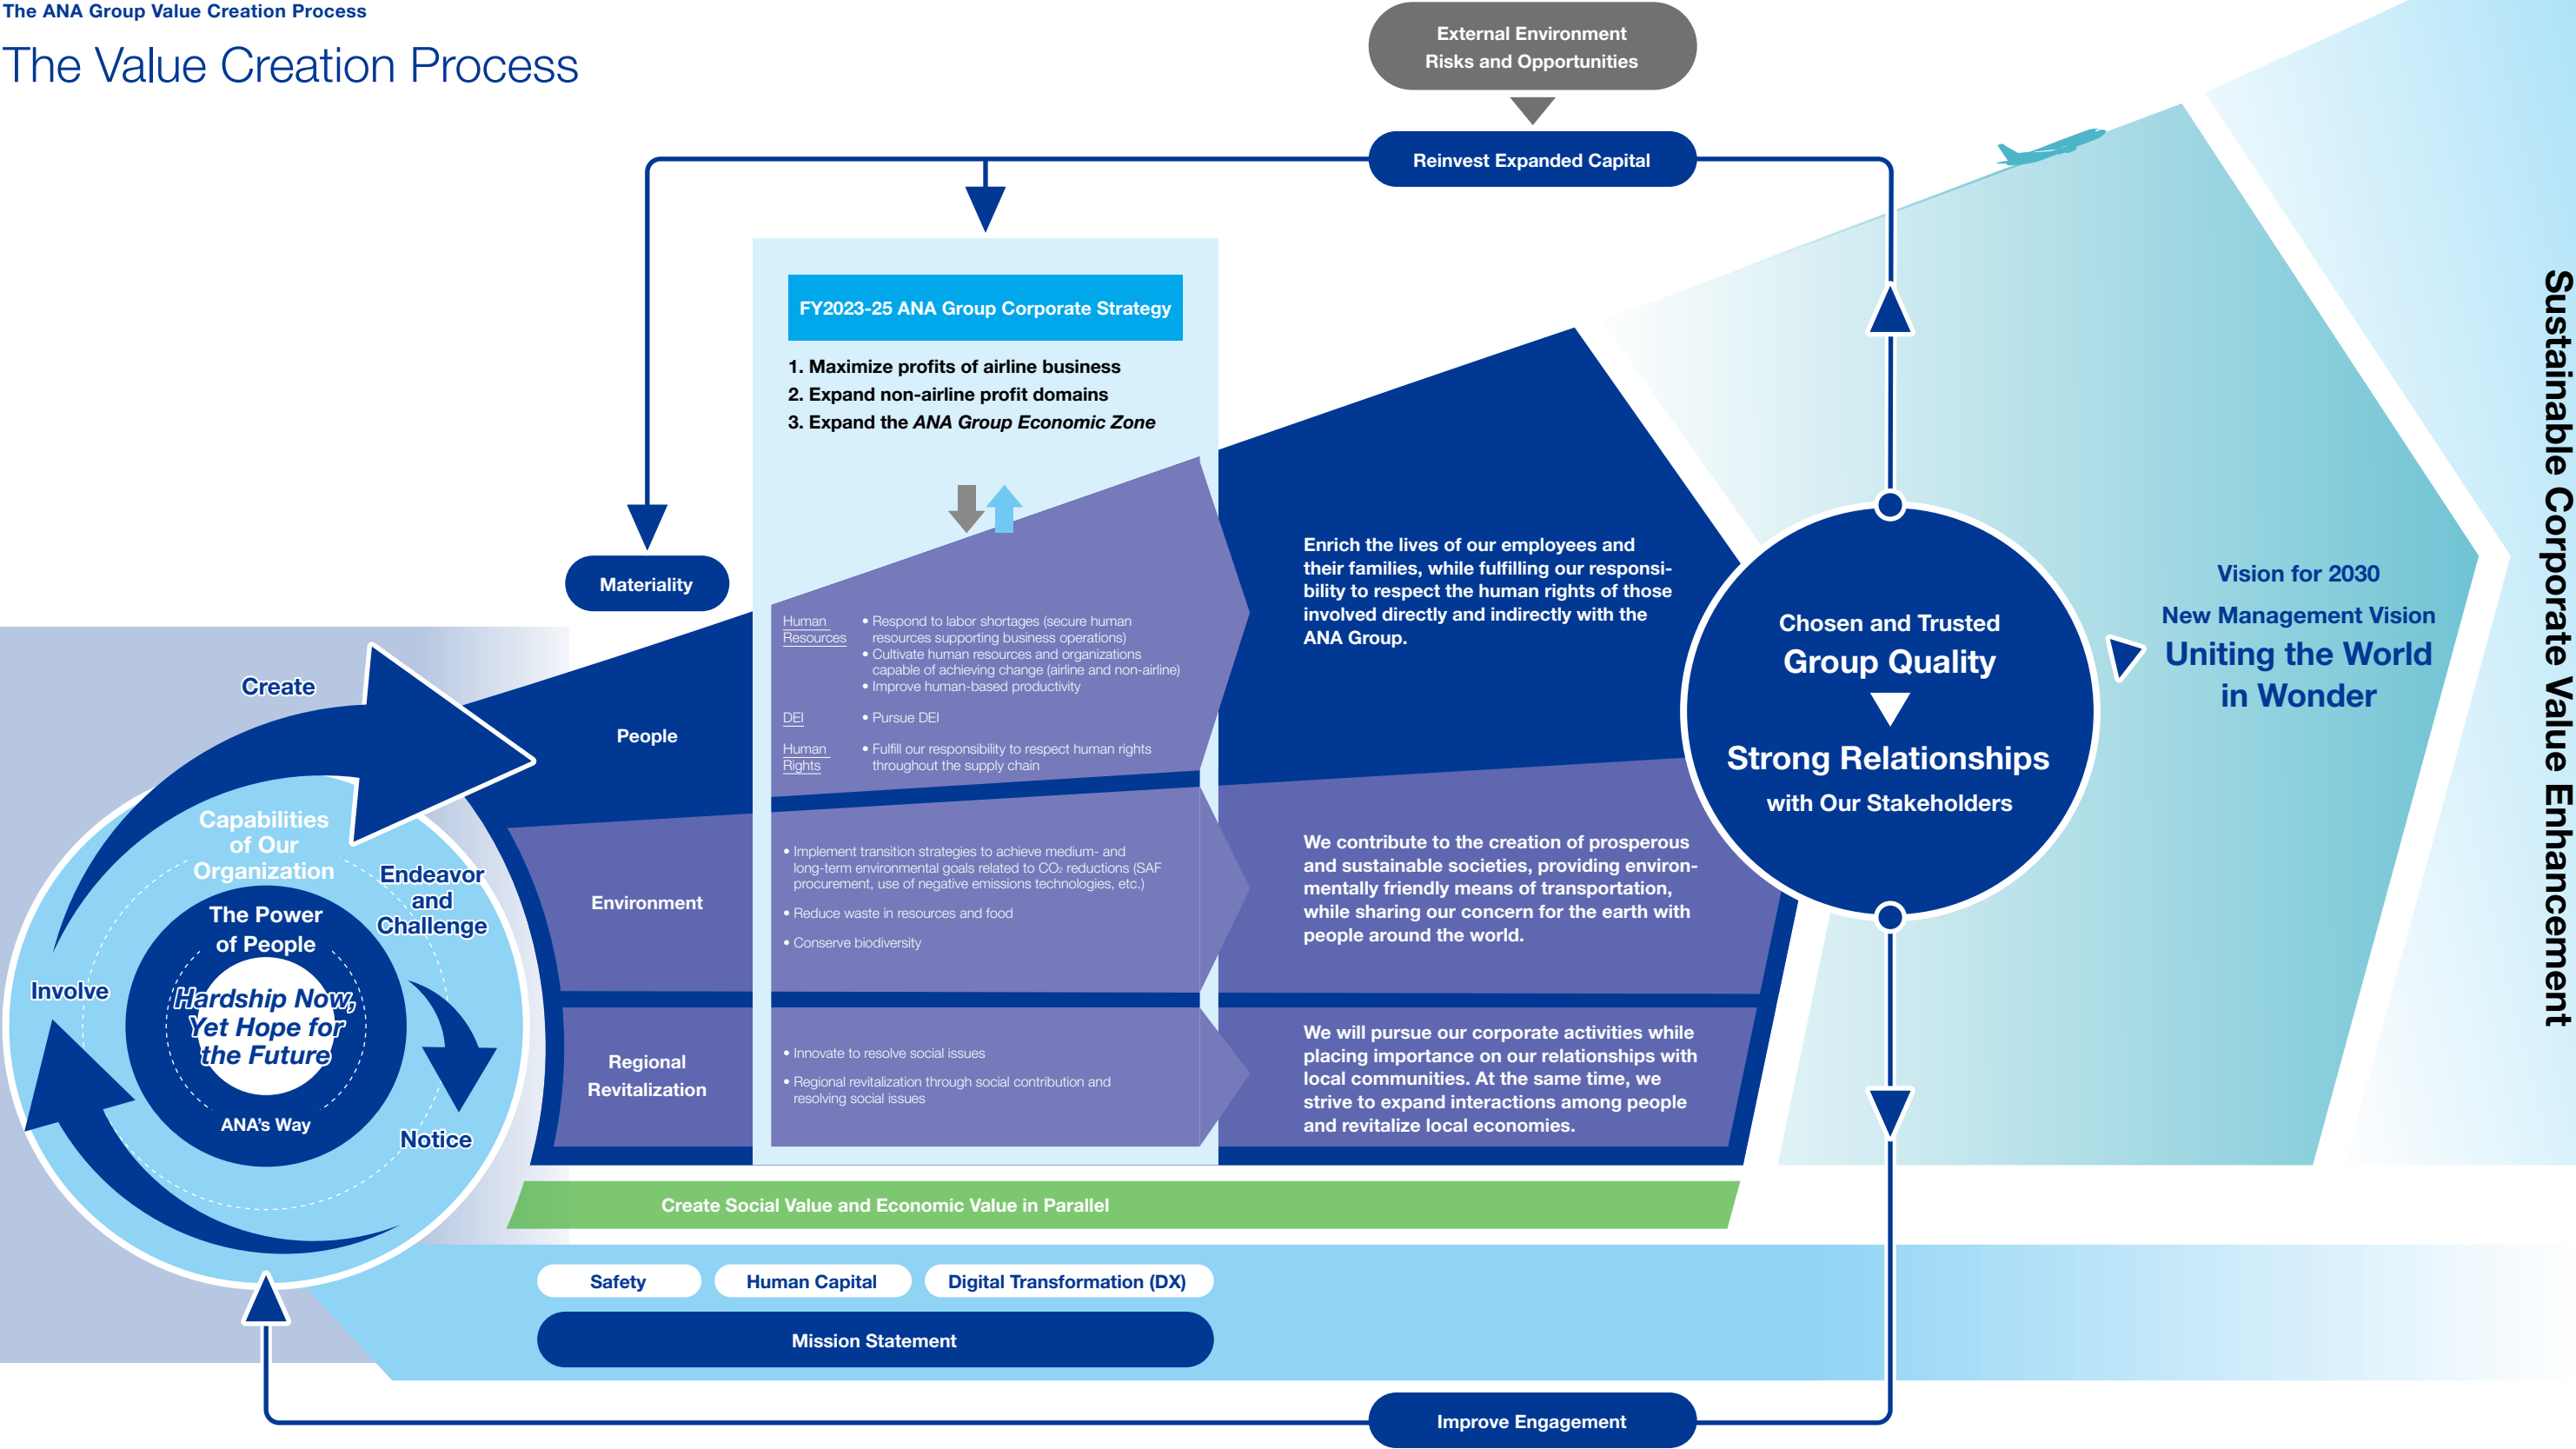 The ANA Group Value Creation Process
The Value Creation Process
External Environment
Risks and Opportunities
Reinvest Expanded Capital
FY2023-25 ANA Group Corporate Strategy
1. Maximize profits of airline business
2. Expand non-airline profit domains
3. Expand the ANA Group Economic Zone
Materiality
People
Human
Resources
• Respond to labor shortages (secure human
resources supporting business operations)
• Cultivate human resources and organizations
capable of achieving change (airline and non-airline)
• Improve human-based productivity
DEI
• Pursue DEI
Human
Rights
• Fulfill our responsibility to respect human rights
throughout the supply chain
Enrich the lives of our employees and
their families, while fulfilling our responsi-
bility to respect the human rights of those
involved directly and indirectly with the
ANA Group.
Environment
• Implement transition strategies to achieve medium- and
long-term environmental goals related to CO₂ reductions (SAF
procurement, use of negative emissions technologies, etc.)
• Reduce waste in resources and food
• Conserve biodiversity
We contribute to the creation of prosperous
and sustainable societies, providing environ-
mentally friendly means of transportation,
while sharing our concern for the earth with
people around the world.
Regional
Revitalization
• Innovate to resolve social issues
• Regional revitalization through social contribution and
resolving social issues
We will pursue our corporate activities while
placing importance on our relationships with
local communities. At the same time, we
strive to expand interactions among people
and revitalize local economies.
Create
Capabilities
of Our
Organization
Endeavor
and
Challenge
The Power
of People
Involve
Hardship Now,
Yet Hope for
the Future
ANA's Way
Notice
Chosen and Trusted
Group Quality
Strong Relationships
with Our Stakeholders
Vision for 2030
New Management Vision
Uniting the World
in Wonder
Sustainable Corporate Value Enhancement
Create Social Value and Economic Value in Parallel
Safety
Human Capital
Digital Transformation (DX)
Mission Statement
Improve Engagement